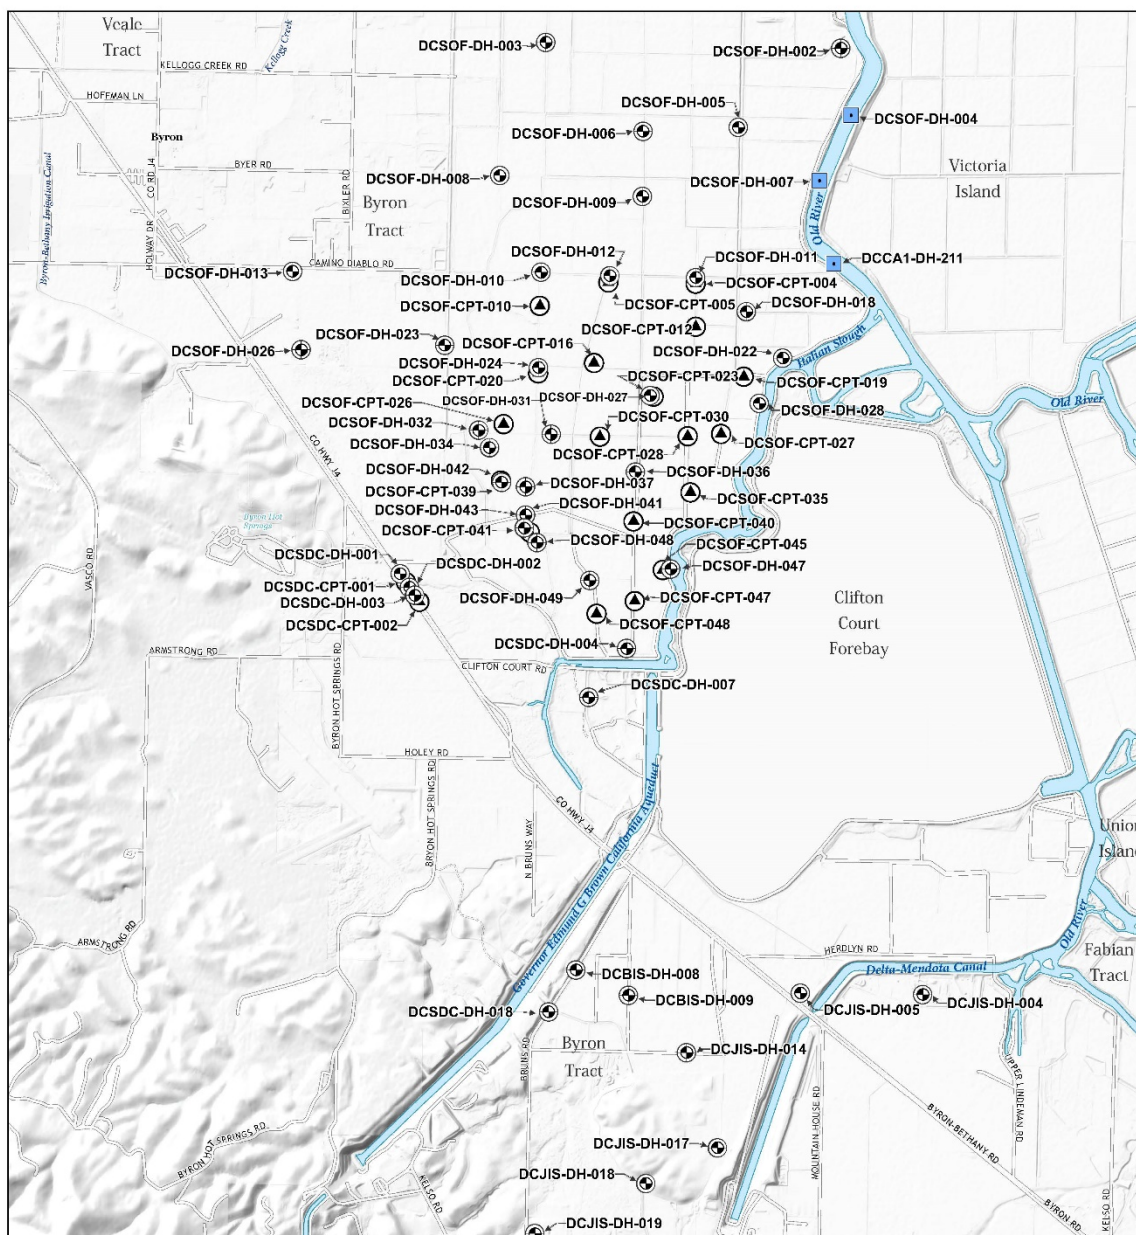 Veale
Tract
Kellogg Creek
DCSOF-DH-003
DCSOF-DH-002
KELLOGG CREEK RD
HOFFMAN LN
DCSOF-DH-005
DCSOF-DH-004
DCSOF-DH-006
Byron
CO RD J4
BYER RD
BIXLER RD
DCSOF-DH-008
DCSOF-DH-007
Victoria
Island
Byron-Bethany Irrigation Canal
Byron
Tract
DCSOF-DH-009
Old River
HOLWAY DR
DCSOF-DH-012
DCSOF-DH-011
DCCA1-DH-211
CAMINO DIABLO RD
DCSOF-DH-013
DCSOF-DH-010
DCSOF-CPT-004
DCSOF-CPT-005
DCSOF-DH-018
DCSOF-CPT-010
DCSOF-CPT-012
DCSOF-DH-023
DCSOF-CPT-016
Italian Slough
DCSOF-DH-026
DCSOF-DH-024
DCSOF-DH-022
DCSOF-CPT-020
DCSOF-CPT-023
DCSOF-CPT-019
DCSOF-DH-031
DCSOF-DH-027
Old River
DCSOF-CPT-026
DCSOF-DH-028
DCSOF-CPT-030
DCSOF-DH-032
DCSOF-DH-034
DCSOF-CPT-027
DCSOF-CPT-028
CO HWY J4
DCSOF-DH-042
DCSOF-DH-036
DCSOF-CPT-039
DCSOF-DH-037
DCSOF-CPT-035
DCSOF-DH-043
DCSOF-DH-041
Byron Hot
Springs
DCSOF-CPT-041
DCSOF-CPT-040
DCSOF-DH-048
DCSOF-CPT-045
VASCO RD
DCSDC-DH-001
DCSDC-DH-002
DCSOF-DH-047
DCSDC-CPT-001
DCSDC-DH-003
DCSOF-DH-049
DCSOF-CPT-047
Clifton
Court
Forebay
DCSDC-CPT-002
DCSOF-CPT-048
ARMSTRONG RD
DCSDC-DH-004
CLIFTON COURT RD
BYRON HOT SPRINGS RD
DCSDC-DH-007
HOLEY RD
CO HWY J4
BRYON HOT SPRINGS RD
N BRUNS WAY
Governor Edmund G Brown California Aqueduct
Union
Island
ARMSTRONG RD
HERDLYN RD
Old River
Fabian
Tract
DCBIS-DH-008
Delta-Mendota Canal
DCBIS-DH-009
DCJIS-DH-004
DCSDC-DH-018
DCJIS-DH-005
BRUNS RD
Byron
Tract
DCJIS-DH-014
UPPER LINDEMAN RD
MOUNTAIN HOUSE RD
BYRON-BETHANY RD
BYRON HOT SPRINGS RD
DCJIS-DH-017
DCJIS-DH-018
KELSO RD
KELSO RD
DCJIS-DH-019